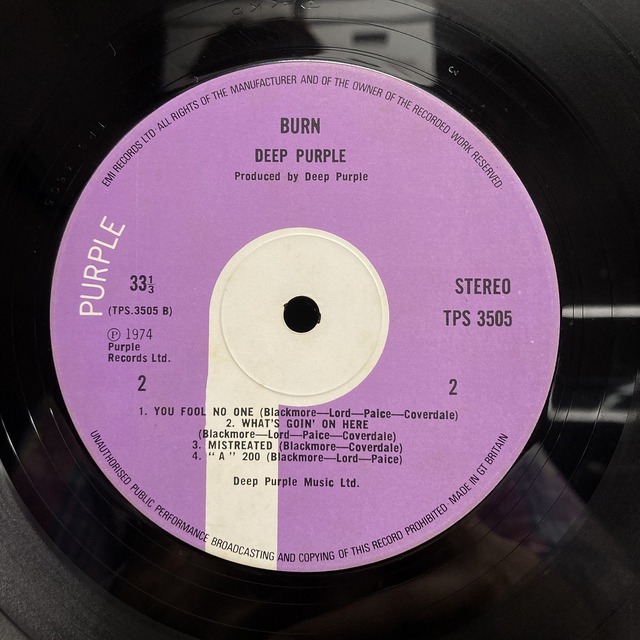 EMI RECORDS LTD · ALL RIGHTS OF THE MANUFACTURER AND OF THE OWNER OF THE RECORDED WORK RESERVED
BURN
DEEP PURPLE
Produced by Deep Purple
PURPLE
33⅓
(TPS.3505 B)
Ⓟ 1974
Purple
Records Ltd.
2
STEREO
TPS 3505
2
1. YOU FOOL NO ONE (Blackmore—Lord—Paice—Coverdale)
2. WHAT'S GOIN' ON HERE
(Blackmore—Lord—Paice—Coverdale)
3. MISTREATED (Blackmore—Coverdale)
4. “A” 200 (Blackmore—Lord—Paice)
Deep Purple Music Ltd.
UNAUTHORISED PUBLIC PERFORMANCE BROADCASTING AND COPYING OF THIS RECORD PROHIBITED · MADE IN GT BRITAIN